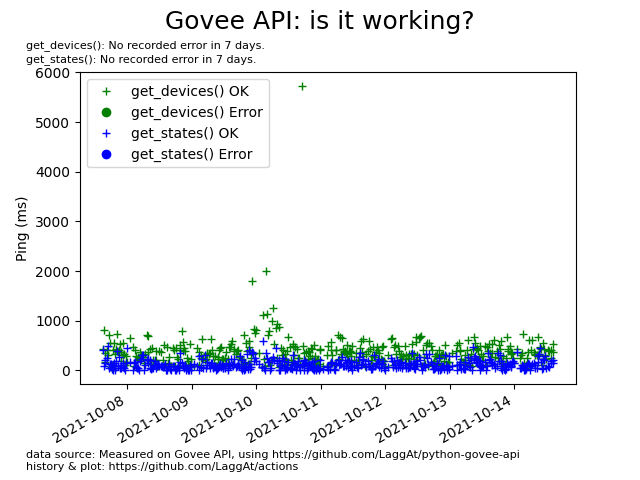 Govee API: is it working?
get_devices(): No recorded error in 7 days.
get_states(): No recorded error in 7 days.
6000
5000
4000
3000
2000
1000
0
Ping (ms)
get_devices() OK
get_devices() Error
get_states() OK
get_states() Error
2021-10-08
2021-10-09
2021-10-10
2021-10-11
2021-10-12
2021-10-13
2021-10-14
data source: Measured on Govee API, using https://github.com/LaggAt/python-govee-api
history & plot: https://github.com/LaggAt/actions